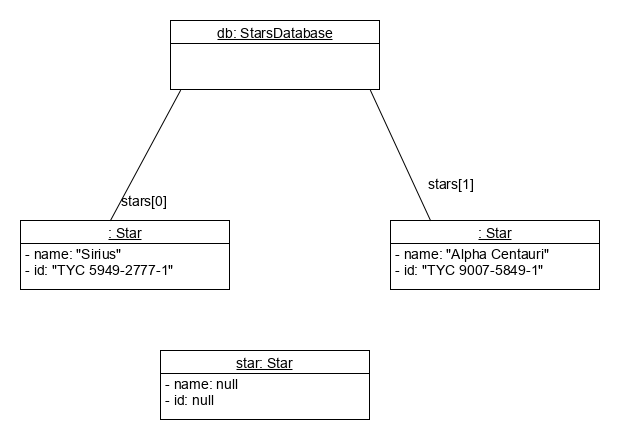 db: StarsDatabase
stars[0]
stars[1]
: Star
- name: "Sirius"
- id: "TYC 5949-2777-1"
: Star
- name: "Alpha Centauri"
- id: "TYC 9007-5849-1"
star: Star
- name: null
- id: null